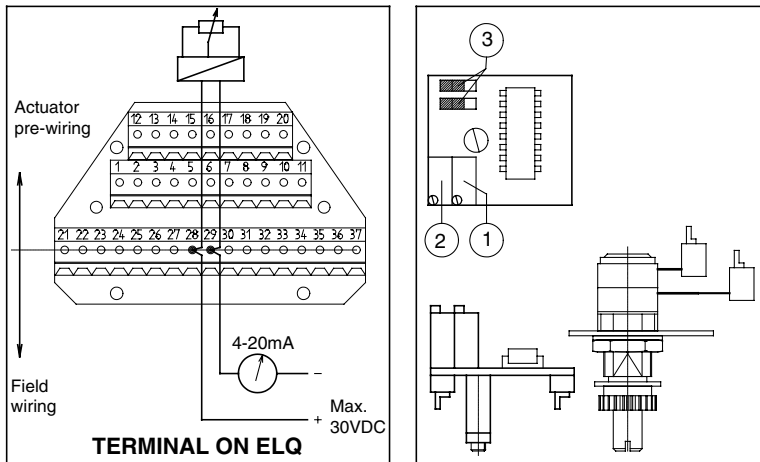 Actuator
pre-wiring
12 13 14 15 16 17 18 19 20
1 2 3 4 5 6 7 8 9 10 11
21 22 23 24 25 26 27 28 29 30 31 32 33 34 35 36 37
4-20mA
–
Field
wiring
+ Max.
30VDC
TERMINAL ON ELQ
3
2
1